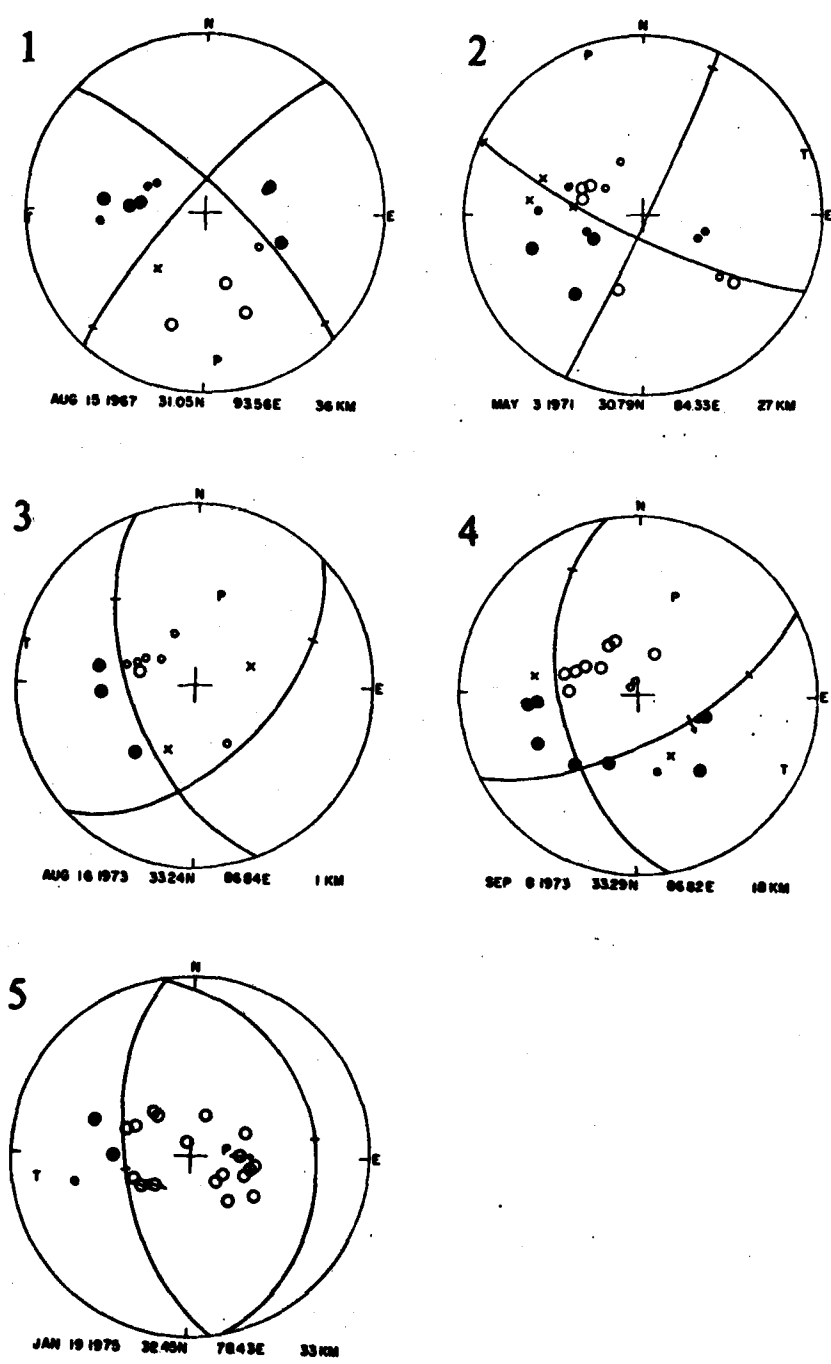 1
N
E
P
AUG 15 1967 31.05N 93.56E 36 KM
2
N
P
T
E
MAY 3 1971 30.79N 84.33E 27 KM
3
N
P
T
E
AUG 16 1973 33.24N 86.84E 1 KM
4
N
P
E
T
SEP 8 1973 33.29N 86.82E 18 KM
5
N
P
E
T
JAN 19 1975 32.45N 78.43E 33 KM